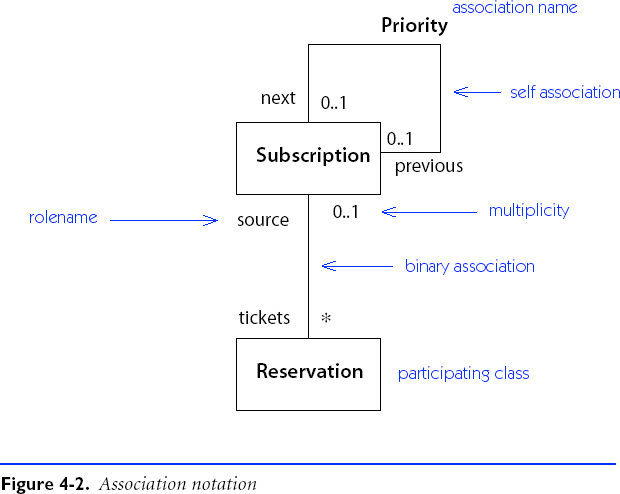 association name
Priority
next
0..1
self association
0..1
Subscription
previous
rolename
source
0..1
multiplicity
binary association
tickets
*
Reservation
participating class
Figure 4-2. Association notation